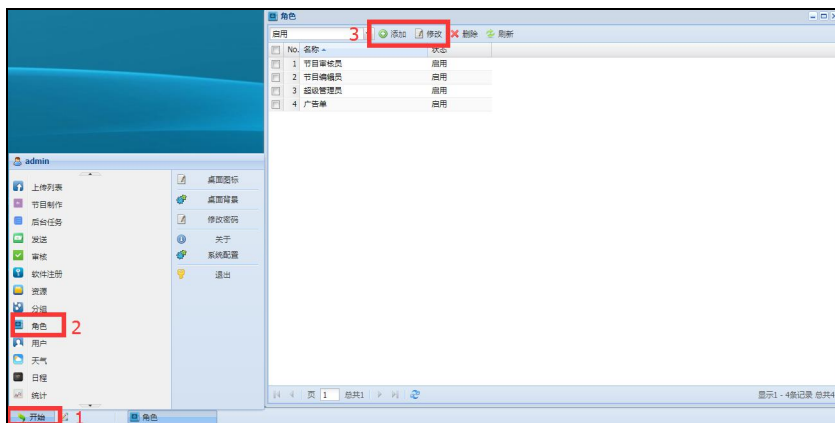 角色
启用
3
添加
修改
删除
刷新
No. 名称 状态
1 节目审核员 启用
2 节目编辑员 启用
3 超级管理员 启用
4 广告单 启用
admin
上传列表
节目制作
后台任务
发送
审核
软件注册
资源
分组
角色
2
用户
天气
日程
统计
桌面图标
桌面背景
修改密码
关于
系统配置
退出
页 1 总共1
显示1 - 4条记录 总共4
开始
1
角色